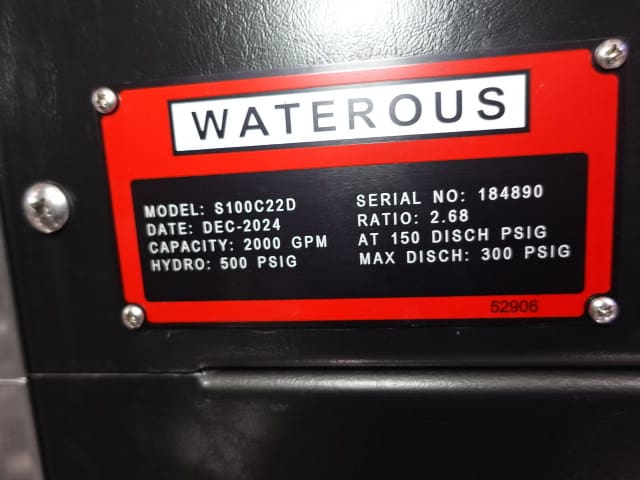 WATEROUS
MODEL: S100C22D
DATE: DEC-2024
CAPACITY: 2000 GPM
HYDRO: 500 PSIG
SERIAL NO: 184890
RATIO: 2.68
AT 150 DISCH PSIG
MAX DISCH: 300 PSIG
52906